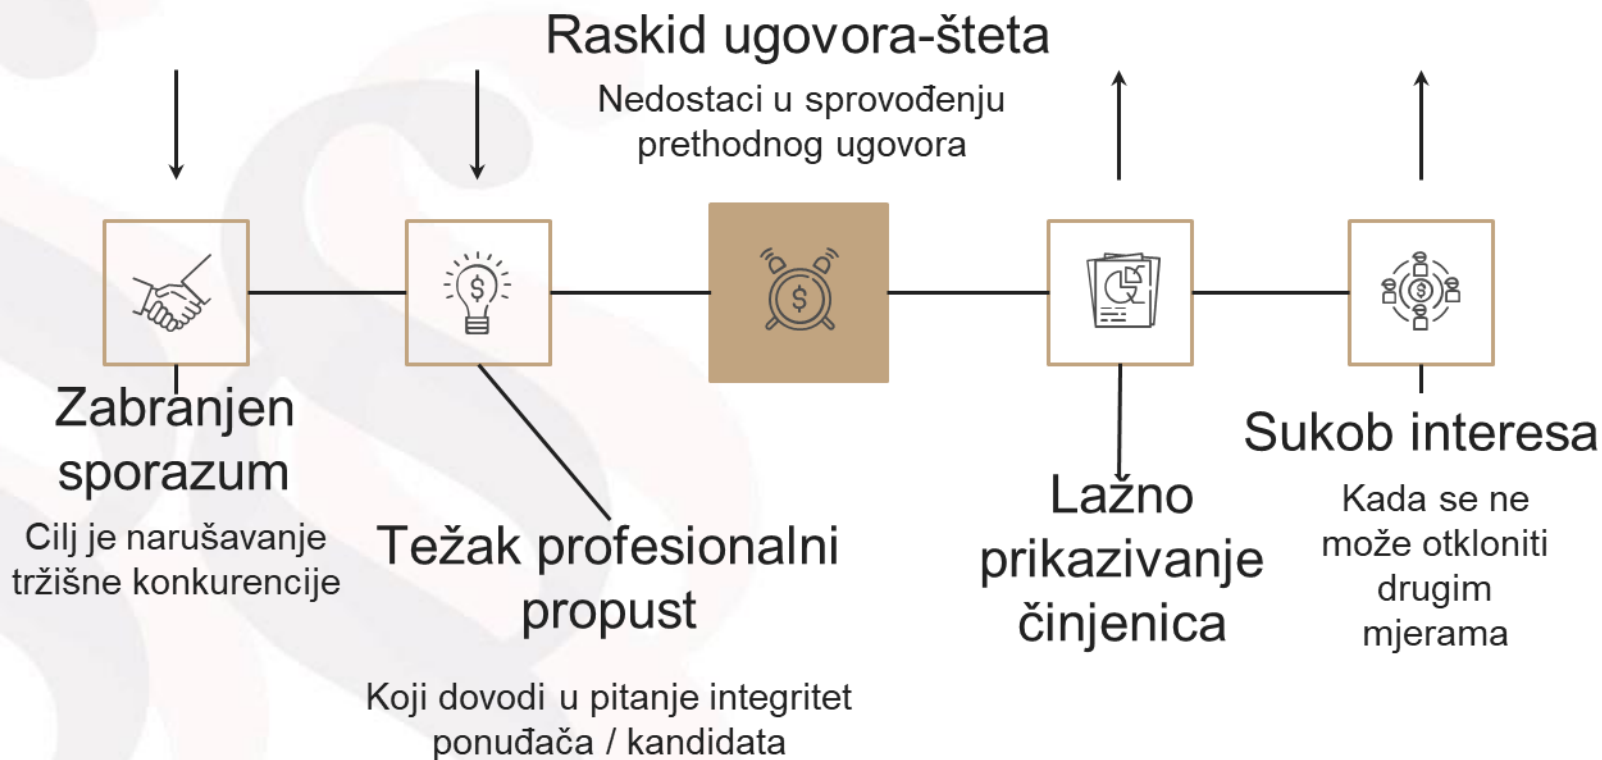 Raskid ugovora-šteta
Nedostaci u sprovođenju
prethodnog ugovora
$
$
$
Zabranjen
sporazum
Cilj je narušavanje
tržišne konkurencije
Težak profesionalni
propust
Koji dovodi u pitanje integritet
ponuđača / kandidata
Lažno
prikazivanje
činjenica
Sukob interesa
Kada se ne
može otkloniti
drugim
mjerama